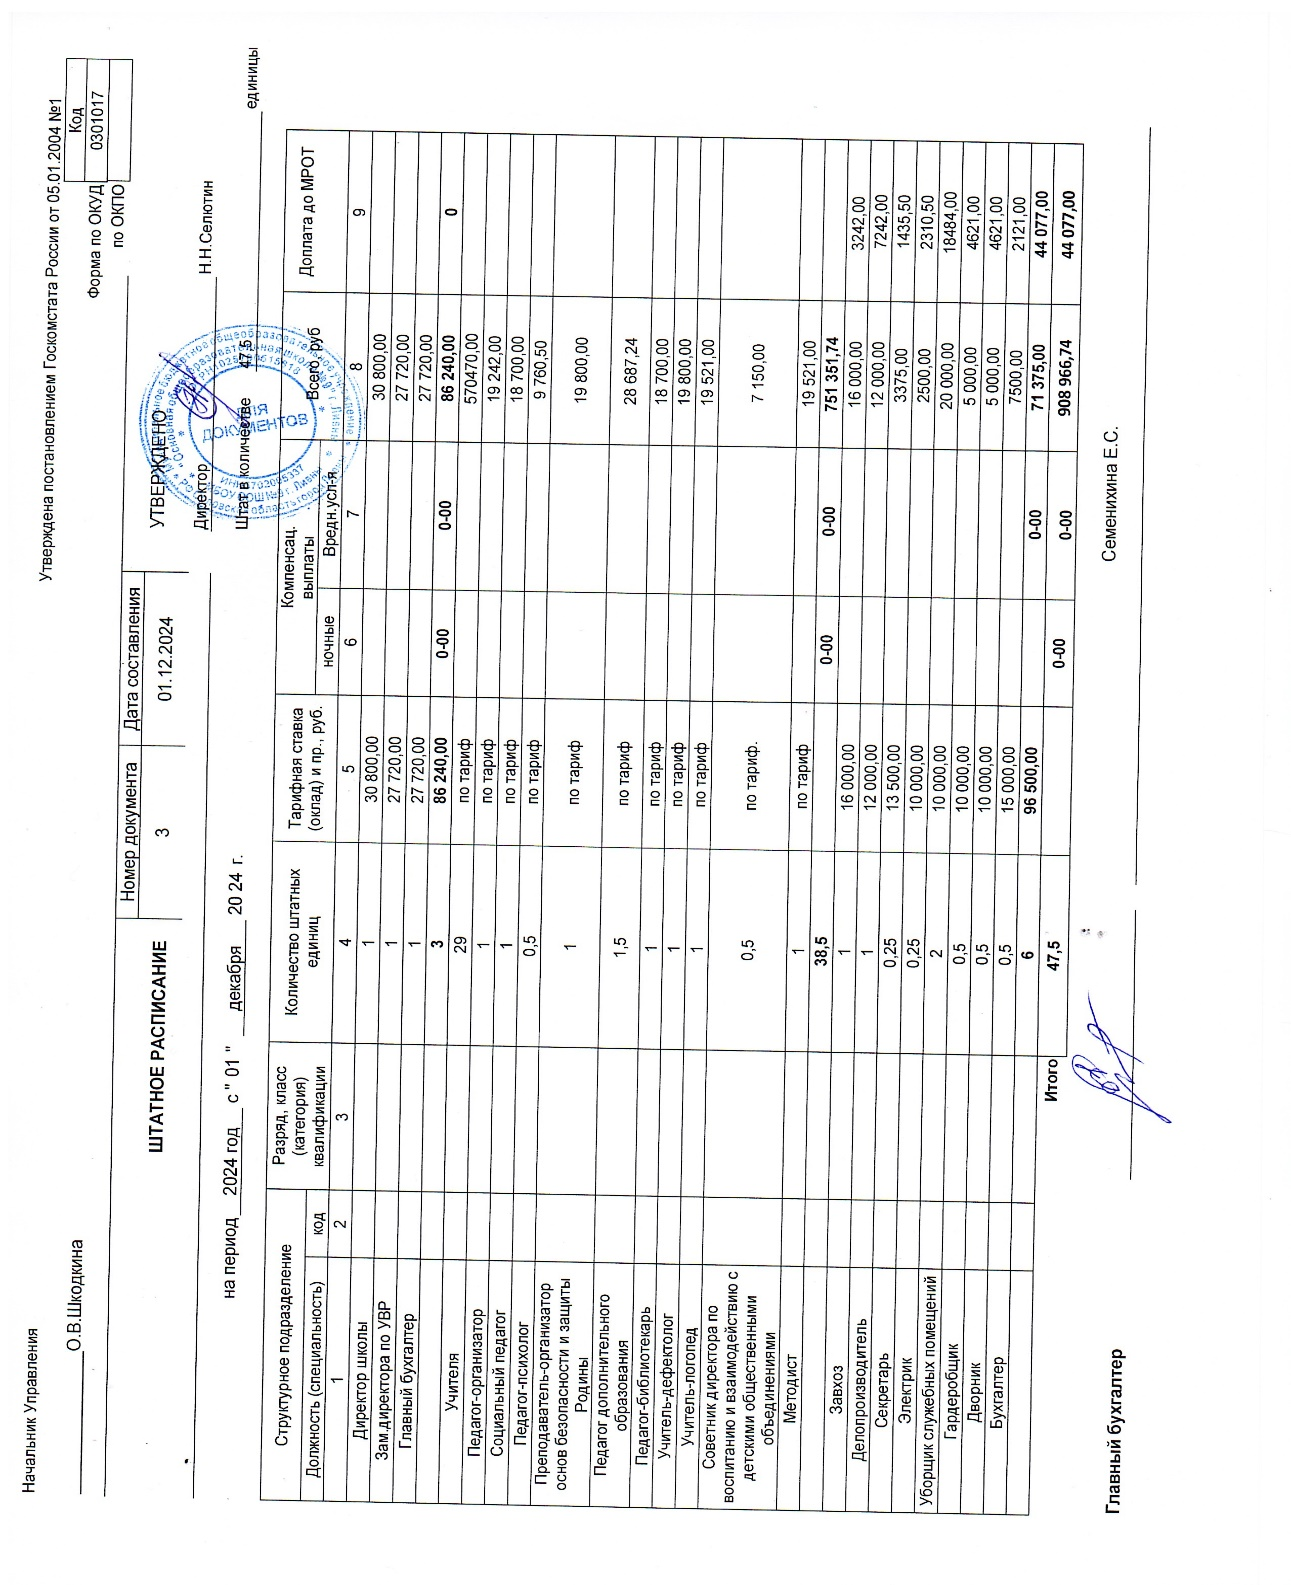 Начальник Управления
О.В.Шкодкина
Утверждена постановлением Госкомстата России от 05.01.2004 №1
Код
Форма по ОКУД 0301017
по ОКПО
Номер документа Дата составления
ШТАТНОЕ РАСПИСАНИЕ 3 01.12.2024
УТВЕРЖДЕНО
Директор Н.Н.Селютин
на период 2024 год с " 01 " декабря 20 24 г.
Штат в количестве 47,5 единицы
ДОКУМЕНТОВ
Структурное подразделение Разряд, класс (категория) квалификации Количество штатных единиц Тарифная ставка (оклад) и пр., руб. Компенсац. выплаты Всего, руб Доплата до МРОТ
Должность (специальность) код ночные Вредн.усл-я
1 2 3 4 5 6 7 8 9
Директор школы 1 30 800,00 30 800,00
Зам.директора по УВР 1 27 720,00 27 720,00
Главный бухгалтер 1 27 720,00 27 720,00
3 86 240,00 0-00 0-00 86 240,00 0
Учителя 29 по тариф 570470,00
Педагог-организатор 1 по тариф 19 242,00
Социальный педагог 1 по тариф 18 700,00
Педагог-психолог 0,5 по тариф 9 760,50
Преподаватель-организатор основ безопасности и защиты Родины 1 по тариф 19 800,00
Педагог дополнительного образования 1,5 по тариф 28 687,24
Педагог-библиотекарь 1 по тариф 18 700,00
Учитель-дефектолог 1 по тариф 19 800,00
Учитель-логопед 1 по тариф 19 521,00
Советник директора по воспитанию и взаимодействию с детскими общественными объединениями 0,5 по тариф. 7 150,00
Методист 1 по тариф 19 521,00
38,5 0-00 0-00 751 351,74
Завхоз 1 16 000,00 16 000,00 3242,00
Делопроизводитель 1 12 000,00 12 000,00 7242,00
Секретарь 0,25 13 500,00 3375,00 1435,50
Электрик 0,25 10 000,00 2500,00 2310,50
Уборщик служебных помещений 2 10 000,00 20 000,00 18484,00
Гардеробщик 0,5 10 000,00 5 000,00 4621,00
Дворник 0,5 10 000,00 5 000,00 4621,00
Бухгалтер 0,5 15 000,00 7500,00 2121,00
6 96 500,00 0-00 71 375,00 44 077,00
Итого 47,5 0-00 0-00 908 966,74 44 077,00
Главный бухгалтер Семенихина Е.С.